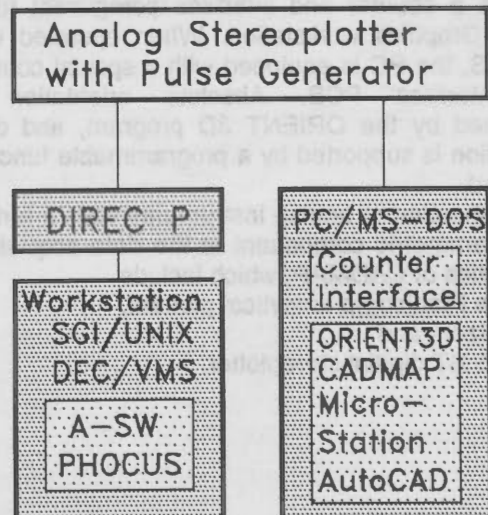 Analog Stereoplotter
with Pulse Generator
DIREC P
Workstation
SGI/UNIX
DEC/VMS
A-SW
PHOCUS
PC/MS-DOS
Counter
interface
ORIENT3D
CADMAP
Micro-
Station
AutoCAD